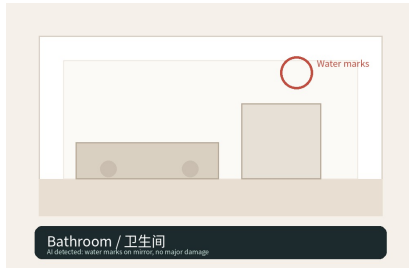 Water marks
Bathroom / 卫生间
AI detected: water marks on mirror, no major damage